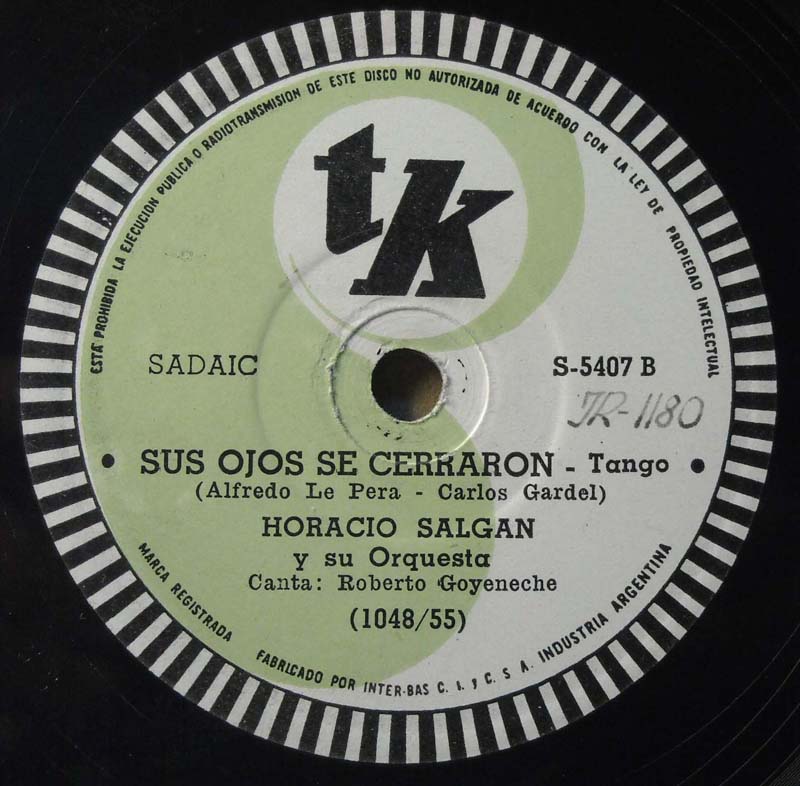 ESTÁ PROHIBIDA LA EJECUCION PUBLICA O RADIOTRANSMISION DE ESTE DISCO NO AUTORIZADA DE ACUERDO CON LA LEY DE PROPIEDAD INTELECTUAL
tk
SADAIC
S-5407 B
JR-1180
• SUS OJOS SE CERRARON - Tango •
(Alfredo Le Pera - Carlos Gardel)
HORACIO SALGAN
y su Orquesta
Canta: Roberto Goyeneche
(1048/55)
MARCA REGISTRADA
FABRICADO POR INTER-BAS C. I. y C. S A. INDUSTRIA ARGENTINA